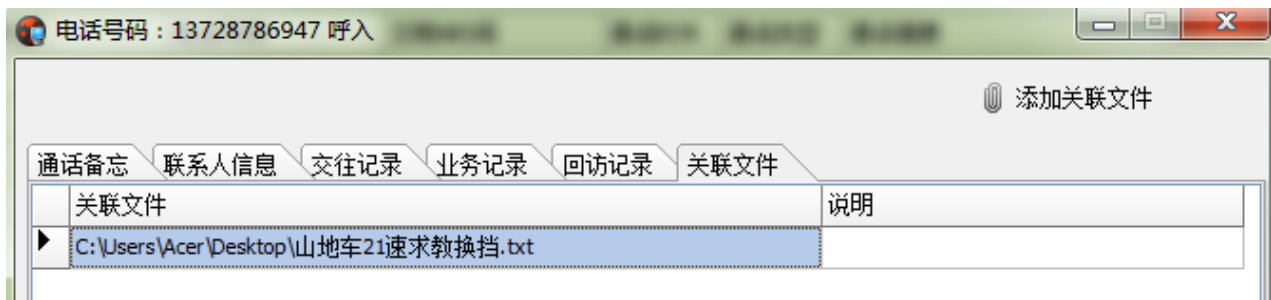 电话号码：13728786947 呼入
添加关联文件
通话备忘 联系人信息 交往记录 业务记录 回访记录 关联文件
关联文件 说明
C:\Users\Acer\Desktop\山地车21速求教换挡.txt